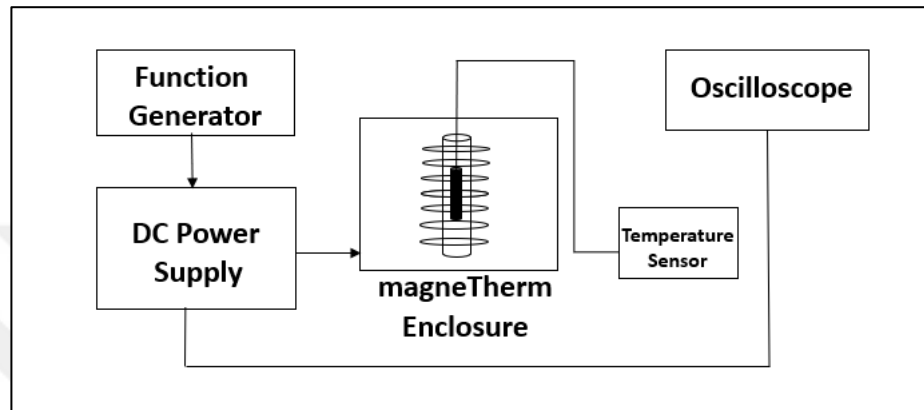 Function
Generator
Oscilloscope
DC Power
Supply
Temperature
Sensor
magneTherm
Enclosure